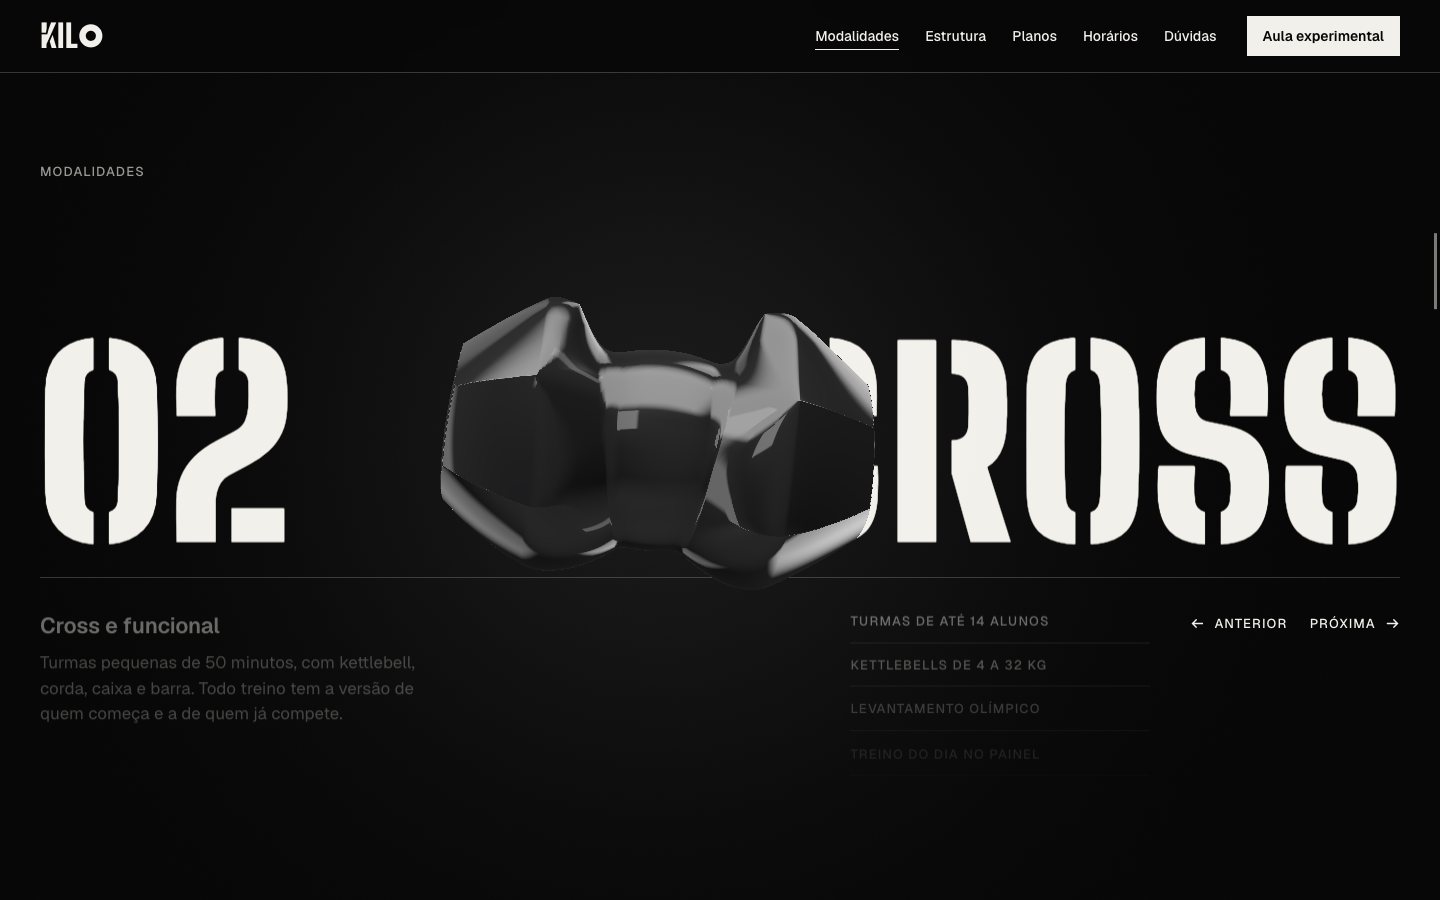 KILO
Modalidades
Estrutura
Planos
Horários
Dúvidas
Aula experimental
MODALIDADES
02
CROSS
Cross e funcional
Turmas pequenas de 50 minutos, com kettlebell,
corda, caixa e barra. Todo treino tem a versão de
quem começa e a de quem já compete.
TURMAS DE ATÉ 14 ALUNOS
KETTLEBELLS DE 4 A 32 KG
LEVANTAMENTO OLÍMPICO
TREINO DO DIA NO PAINEL
← ANTERIOR
PRÓXIMA →